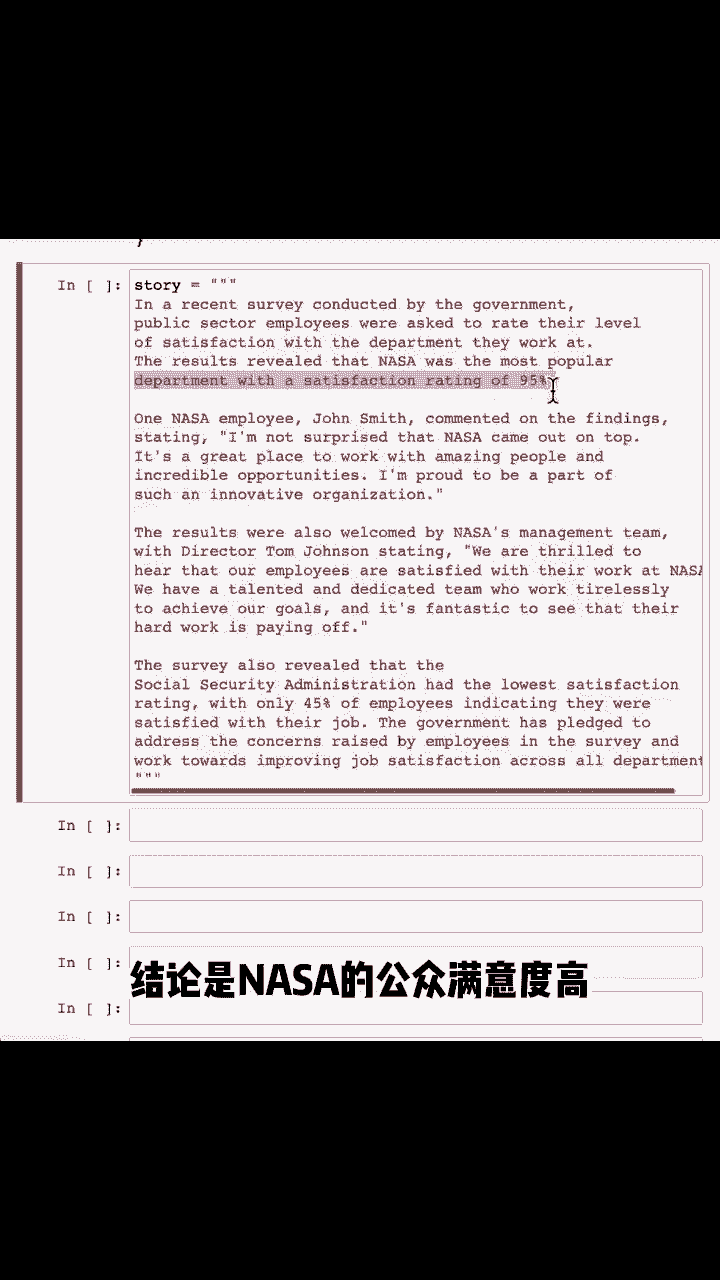 }
In [ ]: story = """
In a recent survey conducted by the government,
public sector employees were asked to rate their level
of satisfaction with the department they work at.
The results revealed that NASA was the most popular
department with a satisfaction rating of 95%.
One NASA employee, John Smith, commented on the findings,
stating, "I'm not surprised that NASA came out on top.
It's a great place to work with amazing people and
incredible opportunities. I'm proud to be a part of
such an innovative organization."
The results were also welcomed by NASA's management team,
with Director Tom Johnson stating, "We are thrilled to
hear that our employees are satisfied with their work at NASA
We have a talented and dedicated team who work tirelessly
to achieve our goals, and it's fantastic to see that their
hard work is paying off."
The survey also revealed that the
Social Security Administration had the lowest satisfaction
rating, with only 45% of employees indicating they were
satisfied with their job. The government has pledged to
address the concerns raised by employees in the survey and
work towards improving job satisfaction across all department
"""
In [ ]:
In [ ]:
In [ ]:
In [ ]:
结论是NASA的公众满意度高
In [ ]: